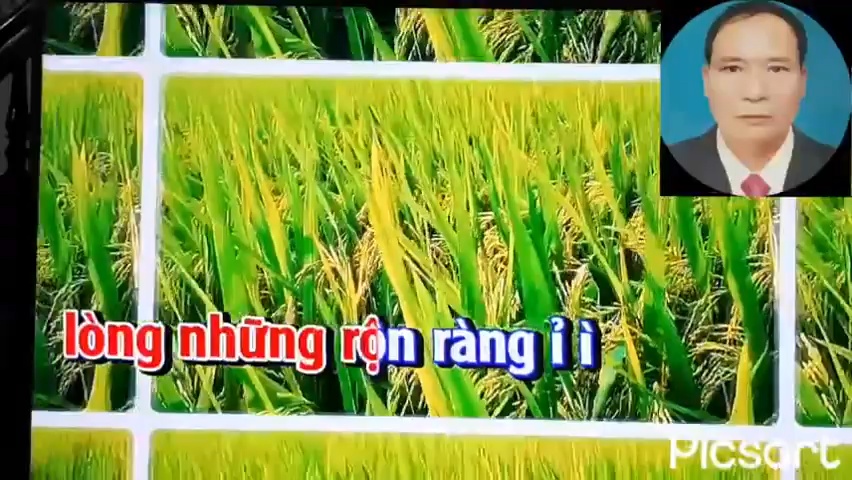 lòng những rộn ràng ỉ ì
Picsart